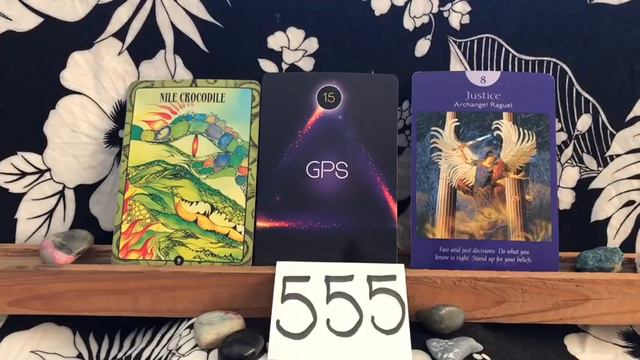 NILE CROCODILE
3
15
GPS
8
Justice
Archangel Raguel
Fair and just decisions. Do what you
know is right. Stand up for your beliefs.
555